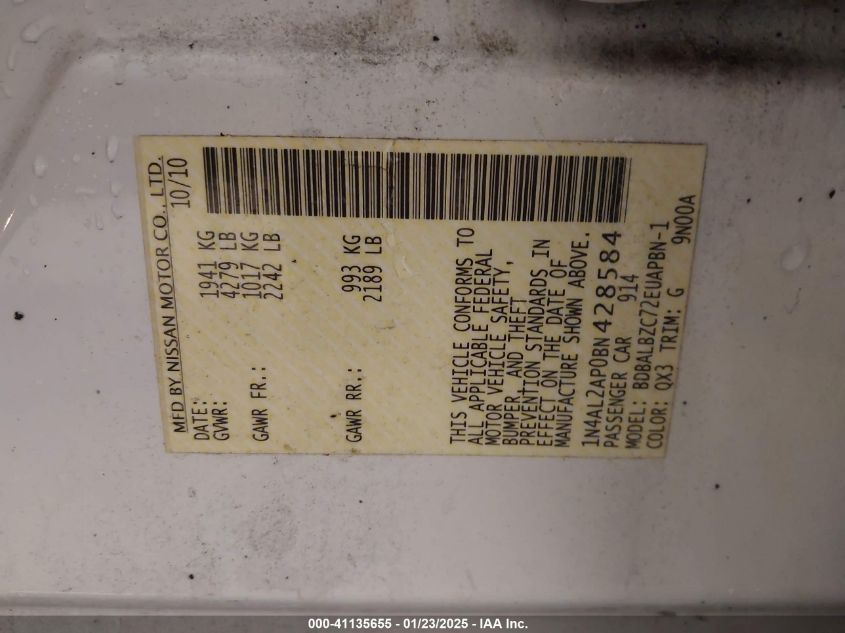 MFD BY NISSAN MOTOR CO., LTD.
DATE: 10/10
GVWR: 1941 KG
4279 LB
GAWR FR.: 1017 KG
2242 LB
GAWR RR.: 993 KG
2189 LB
THIS VEHICLE CONFORMS TO
ALL APPLICABLE FEDERAL
MOTOR VEHICLE SAFETY,
BUMPER, AND THEFT
PREVENTION STANDARDS IN
EFFECT ON THE DATE OF
MANUFACTURE SHOWN ABOVE.
1N4AL2AP0BN428584
PASSENGER CAR 914
MODEL: BDBALBZC72EUAPBN-1
COLOR: QX3 TRIM: G 9N00A
000-41135655 - 01/23/2025 - IAA Inc.